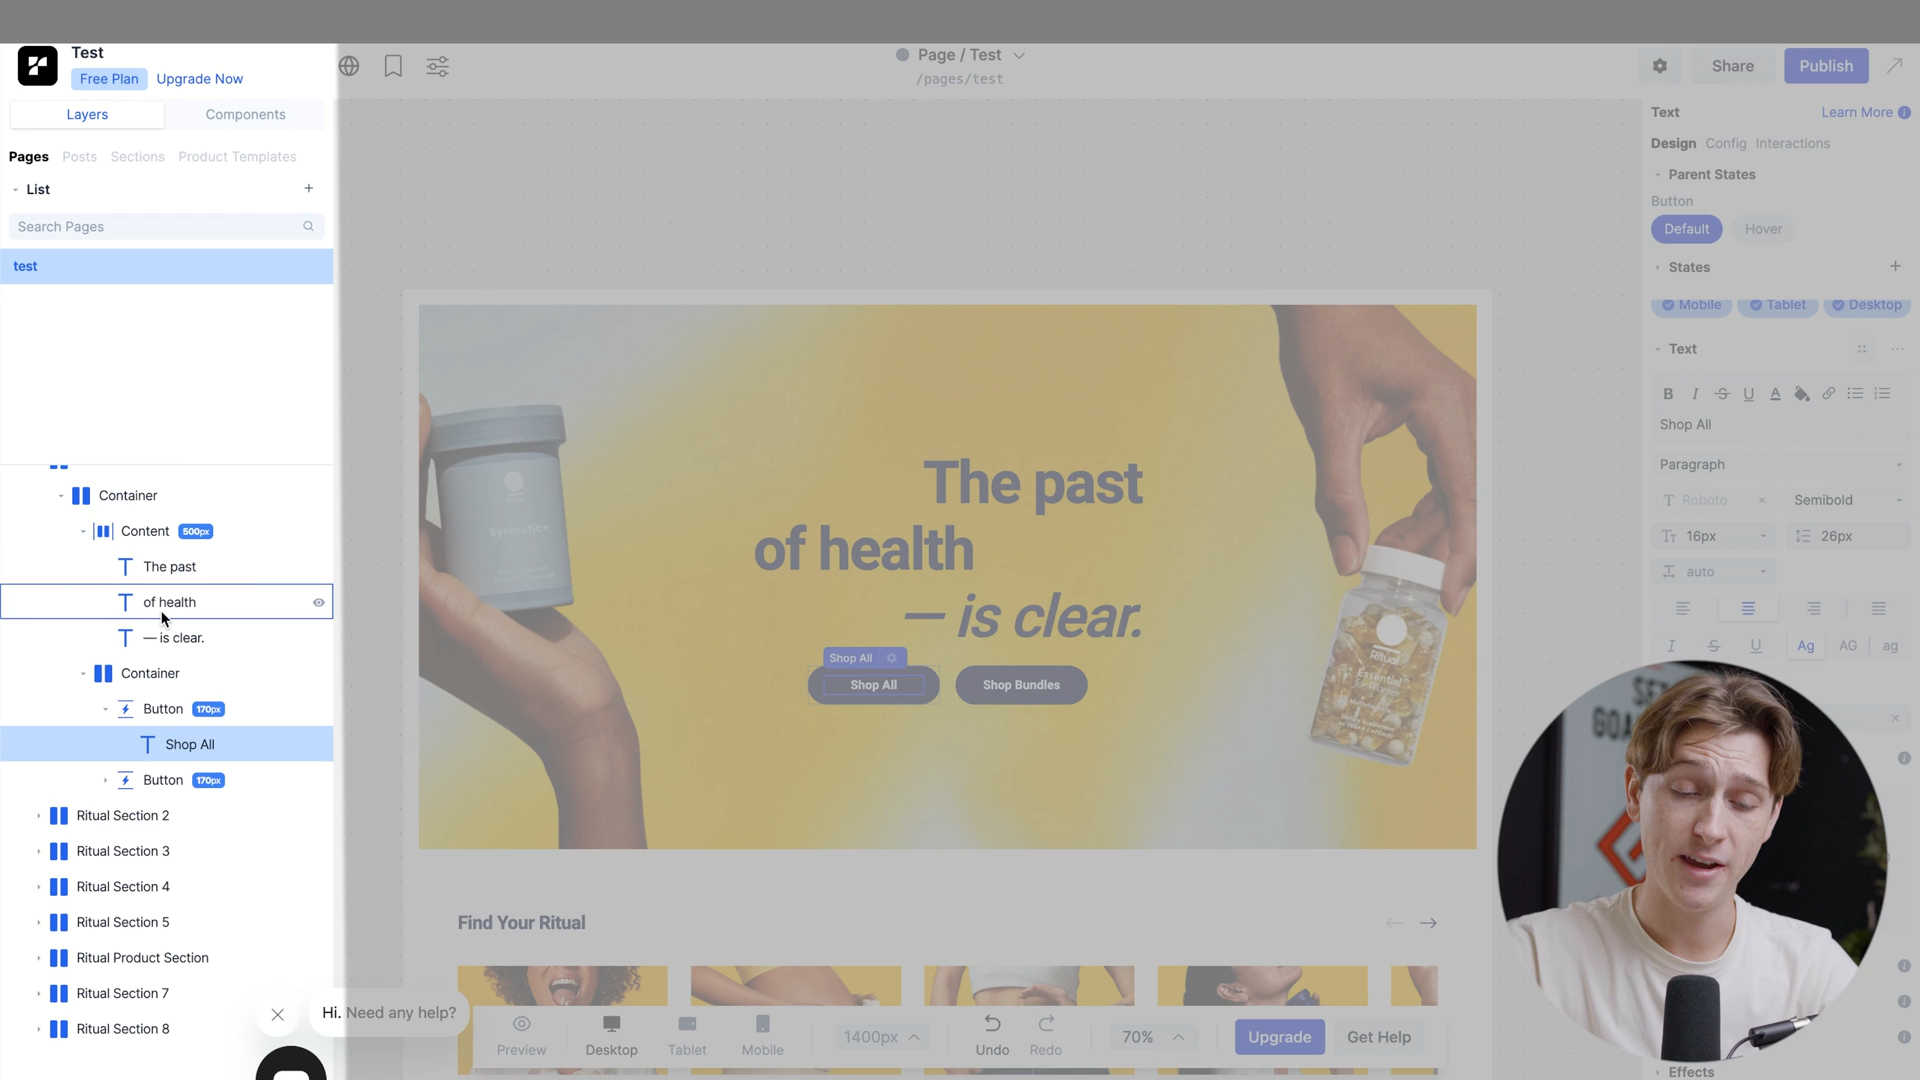 Test
Free Plan Upgrade Now
Page / Test
/pages/test
Share
Publish
Layers
Components
Pages Posts Sections Product Templates
List
Search Pages
test
Container
Content 500px
The past
of health
— is clear.
Container
Button 170px
Shop All
Button 170px
Ritual Section 2
Ritual Section 3
Ritual Section 4
Ritual Section 5
Ritual Product Section
Ritual Section 7
Ritual Section 8
Hi. Need any help?
Synbiotic+
The past
of health
— is clear.
Shop All
Shop All
Shop Bundles
Ritual
Essential
Find Your Ritual
Preview
Desktop
Tablet
Mobile
1400px
Undo
Redo
70%
Upgrade
Get Help
Text
Learn More
Design Config Interactions
Parent States
Button
Default
Hover
States
Mobile
Tablet
Desktop
Text
B I S U A
Shop All
Paragraph
Roboto
Semibold
16px
26px
auto
Ag AG ag
Effects